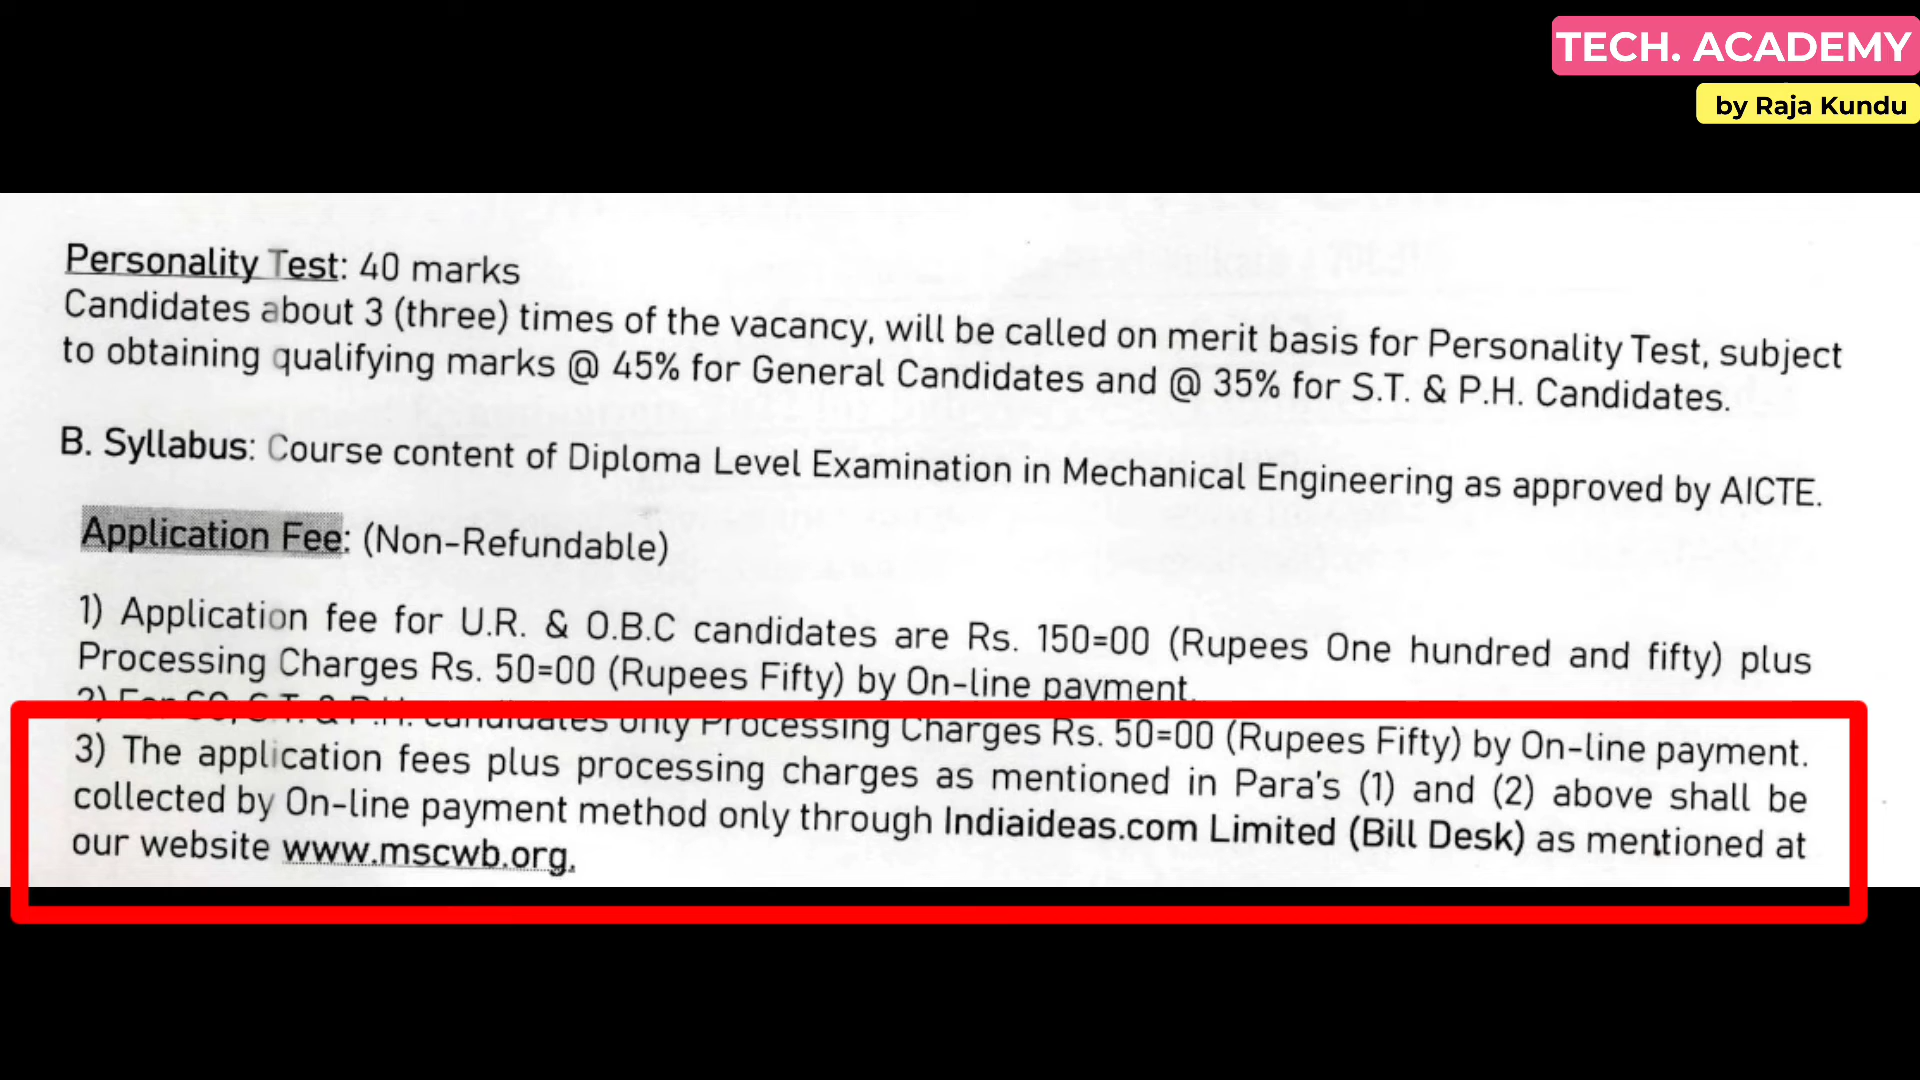 TECH. ACADEMY
by Raja Kundu
Personality Test: 40 marks
Candidates about 3 (three) times of the vacancy, will be called on merit basis for Personality Test, subject
to obtaining qualifying marks @ 45% for General Candidates and @ 35% for S.T. & P.H. Candidates.
B. Syllabus: Course content of Diploma Level Examination in Mechanical Engineering as approved by AICTE.
Application Fee: (Non-Refundable)
1) Application fee for U.R. & O.B.C candidates are Rs. 150=00 (Rupees One hundred and fifty) plus
Processing Charges Rs. 50=00 (Rupees Fifty) by On-line payment.
2) For SC, S.T. & P.H. candidates only Processing Charges Rs. 50=00 (Rupees Fifty) by On-line payment.
3) The application fees plus processing charges as mentioned in Para's (1) and (2) above shall be
collected by On-line payment method only through Indiaideas.com Limited (Bill Desk) as mentioned at
our website www.mscwb.org.